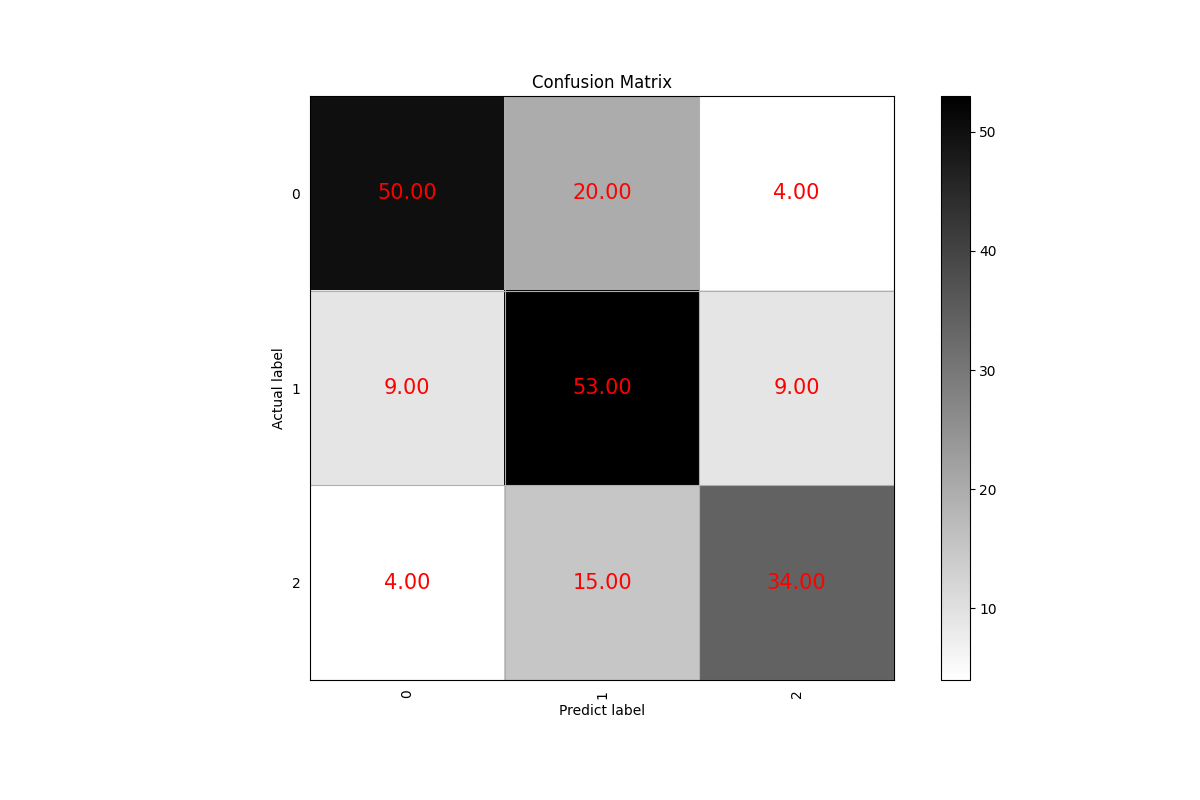 Confusion Matrix
0 50.00 20.00 4.00
Actual label
1 9.00 53.00 9.00
2 4.00 15.00 34.00
0 1 2
Predict label
50
40
30
20
10